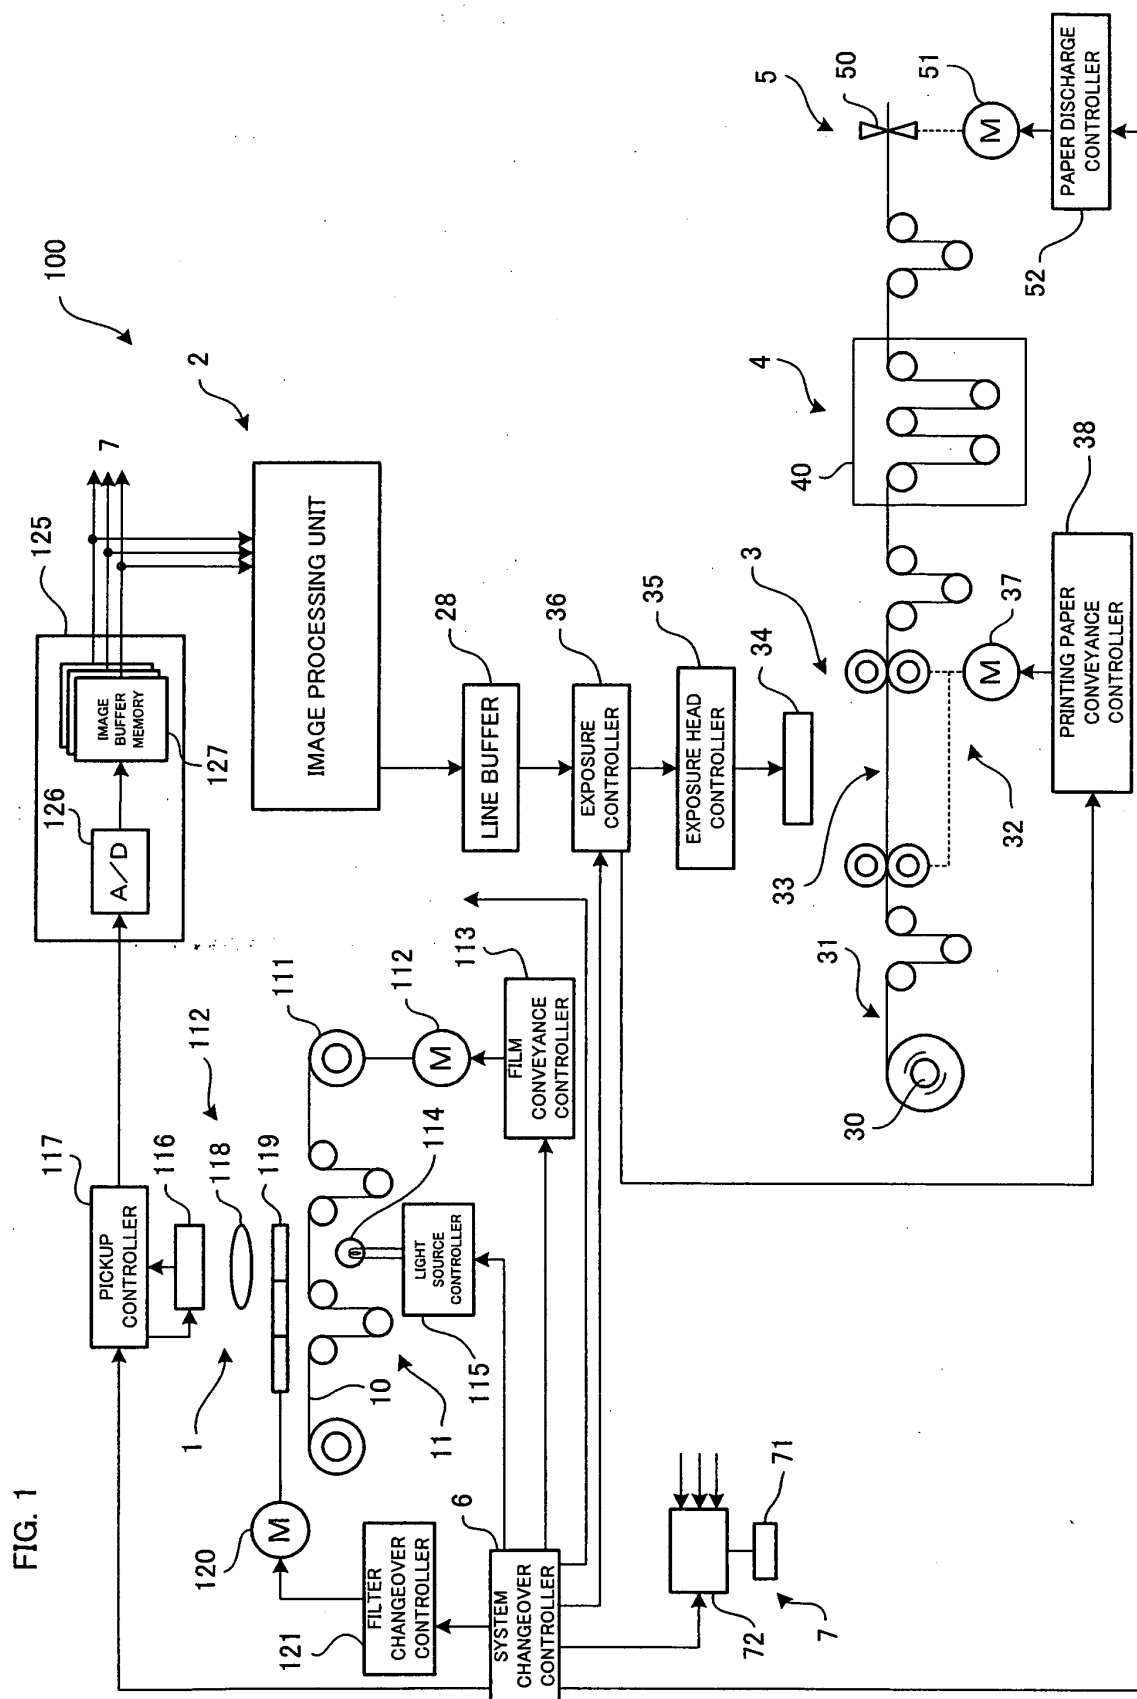 FIG. 1
100
125
7
126
A/D
IMAGE
BUFFER
MEMORY
127
2
IMAGE PROCESSING UNIT
117
PICKUP
CONTROLLER
116
118
112
119
1
111
10
11
114
LIGHT
SOURCE
CONTROLLER
115
M
112
FILM
CONVEYANCE
CONTROLLER
113
M
120
FILTER
CHANGEOVER
CONTROLLER
121
6
SYSTEM
CHANGEOVER
CONTROLLER
72
71
7
LINE BUFFER
28
EXPOSURE
CONTROLLER
36
EXPOSURE HEAD
CONTROLLER
35
34
3
33
31
30
32
M
37
PRINTING PAPER
CONVEYANCE
CONTROLLER
38
4
40
5
50
M
51
PAPER DISCHARGE
CONTROLLER
52